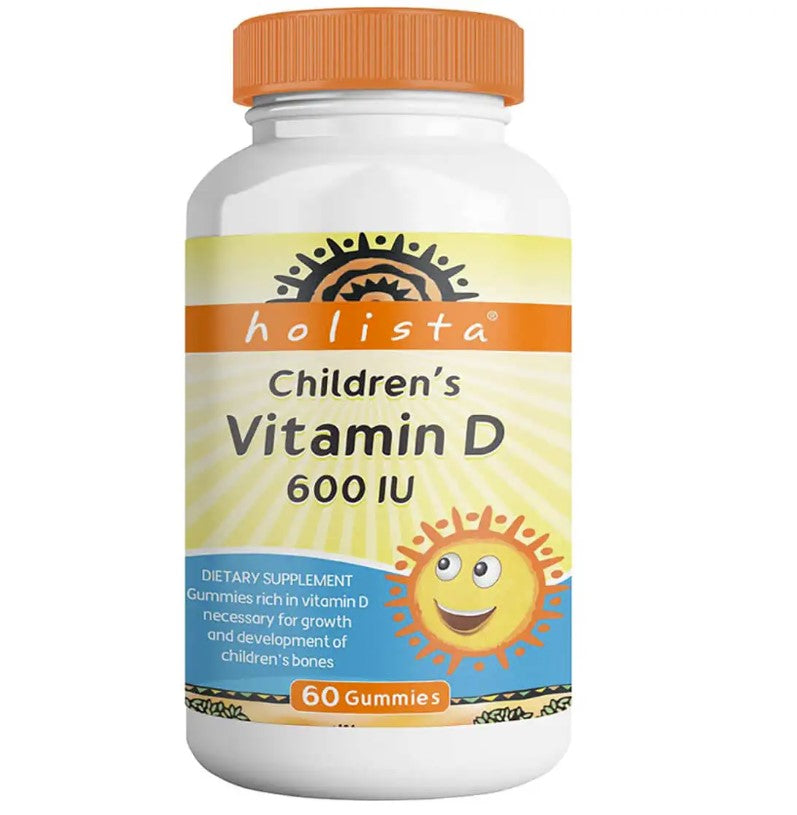 holista®
Children's
Vitamin D
600 IU
DIETARY SUPPLEMENT
Gummies rich in vitamin D
necessary for growth
and development of
children's bones
60 Gummies